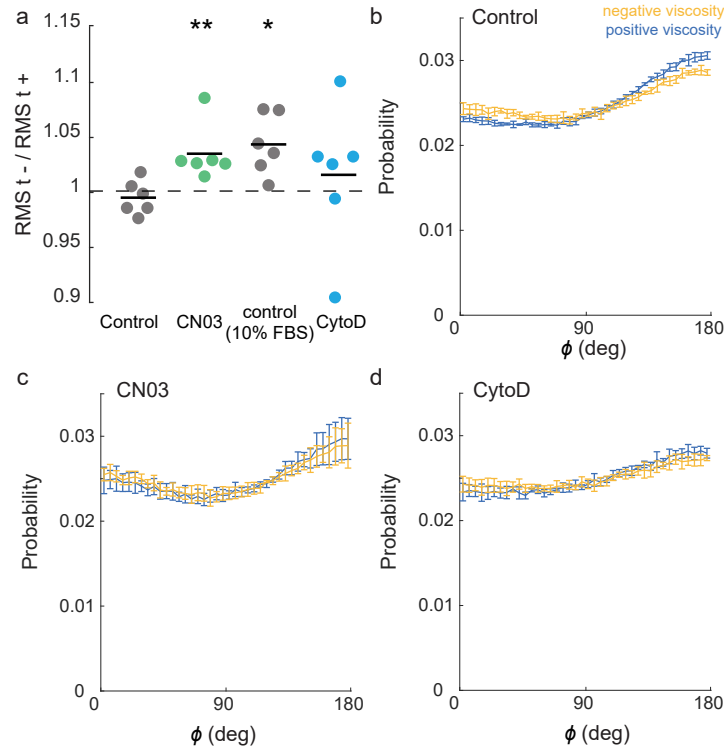 a
RMS t - / RMS t +
1.15
1.1
1.05
1
0.95
0.9
**
*
Control
CN03
control
(10% FBS)
CytoD
b
Control
negative viscosity
positive viscosity
Probability
0.03
0.02
0.01
0
0
90
180
ϕ (deg)
c
CN03
Probability
0.03
0.02
0.01
0
0
90
180
ϕ (deg)
d
CytoD
Probability
0.03
0.02
0.01
0
0
90
180
ϕ (deg)